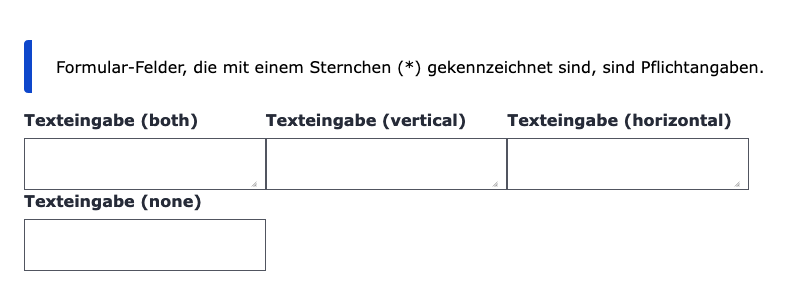 Formular-Felder, die mit einem Sternchen (*) gekennzeichnet sind, sind Pflichtangaben.
Texteingabe (both) Texteingabe (vertical) Texteingabe (horizontal)
Texteingabe (none)